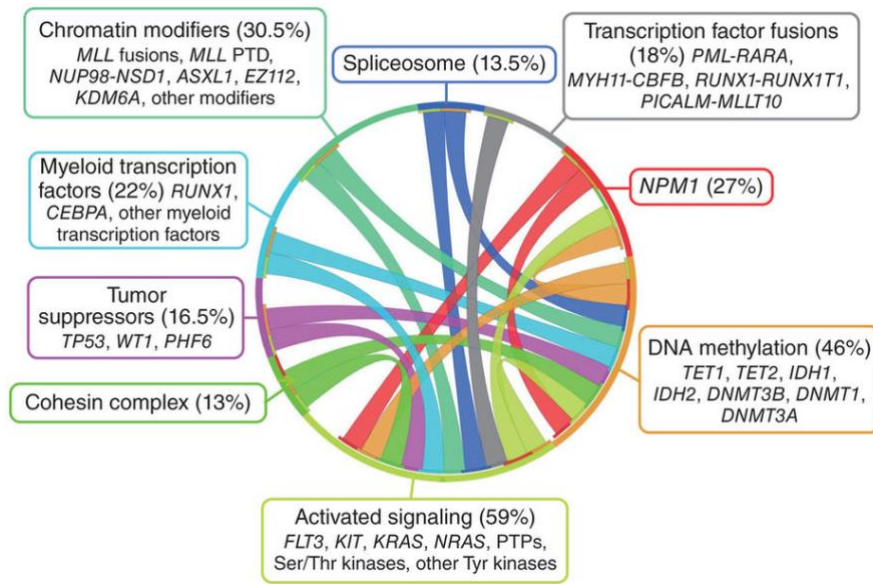 Chromatin modifiers (30.5%)
MLL fusions, MLL PTD,
NUP98-NSD1, ASXL1, EZ112,
KDM6A, other modifiers
Spliceosome (13.5%)
Transcription factor fusions
(18%) PML-RARA,
MYH11-CBFB, RUNX1-RUNX1T1,
PICALM-MLLT10
Myeloid transcription
factors (22%) RUNX1,
CEBPA, other myeloid
transcription factors
NPM1 (27%)
Tumor
suppressors (16.5%)
TP53, WT1, PHF6
DNA methylation (46%)
TET1, TET2, IDH1,
IDH2, DNMT3B, DNMT1,
DNMT3A
Cohesin complex (13%)
Activated signaling (59%)
FLT3, KIT, KRAS, NRAS, PTPs,
Ser/Thr kinases, other Tyr kinases